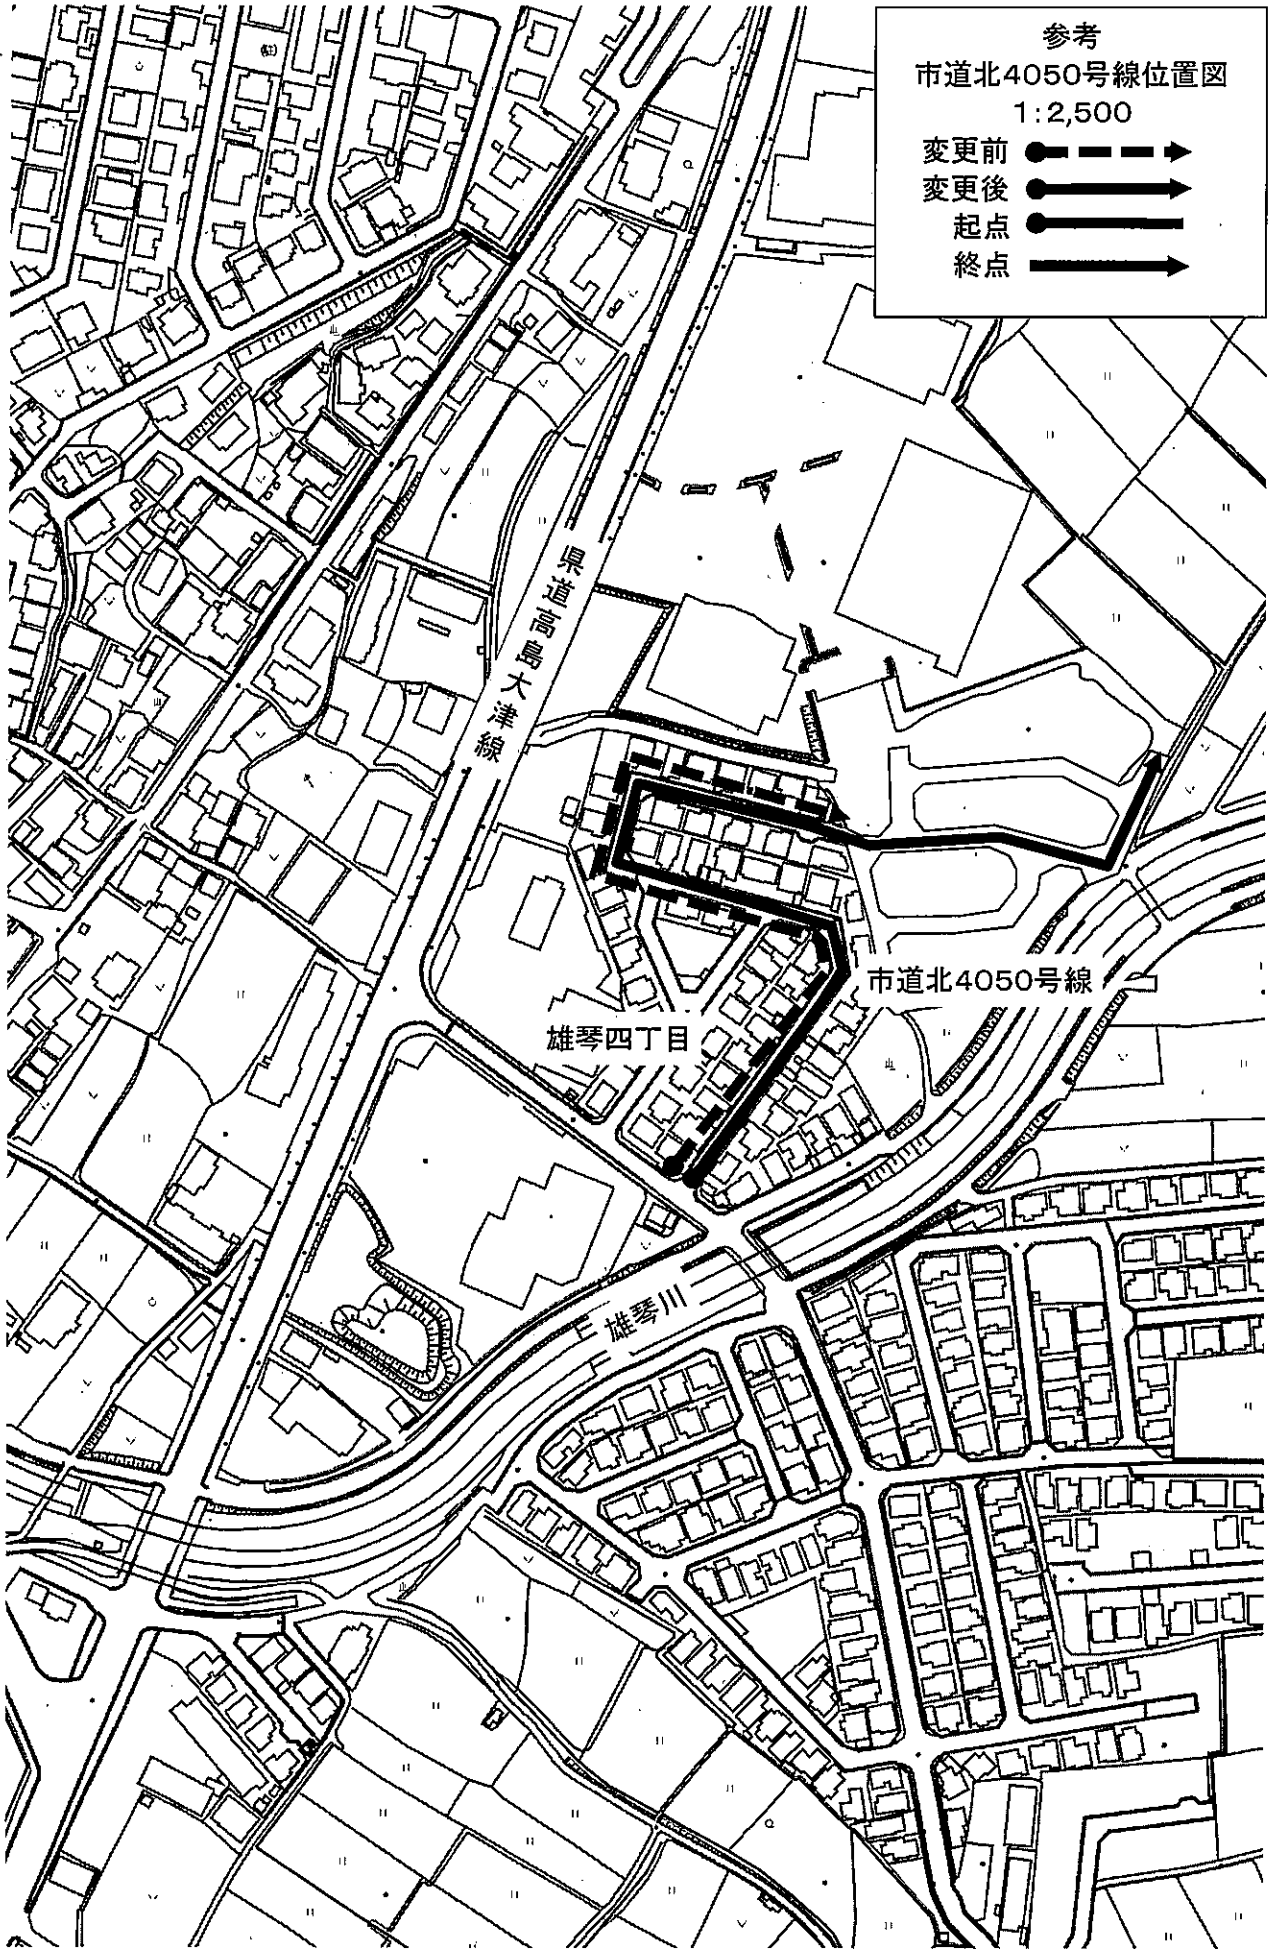 参考
市道北4050号線位置図
1:2,500
変更前
変更後
起点
終点
県道高島大津線
市道北4050号線
雄琴四丁目
雄琴川